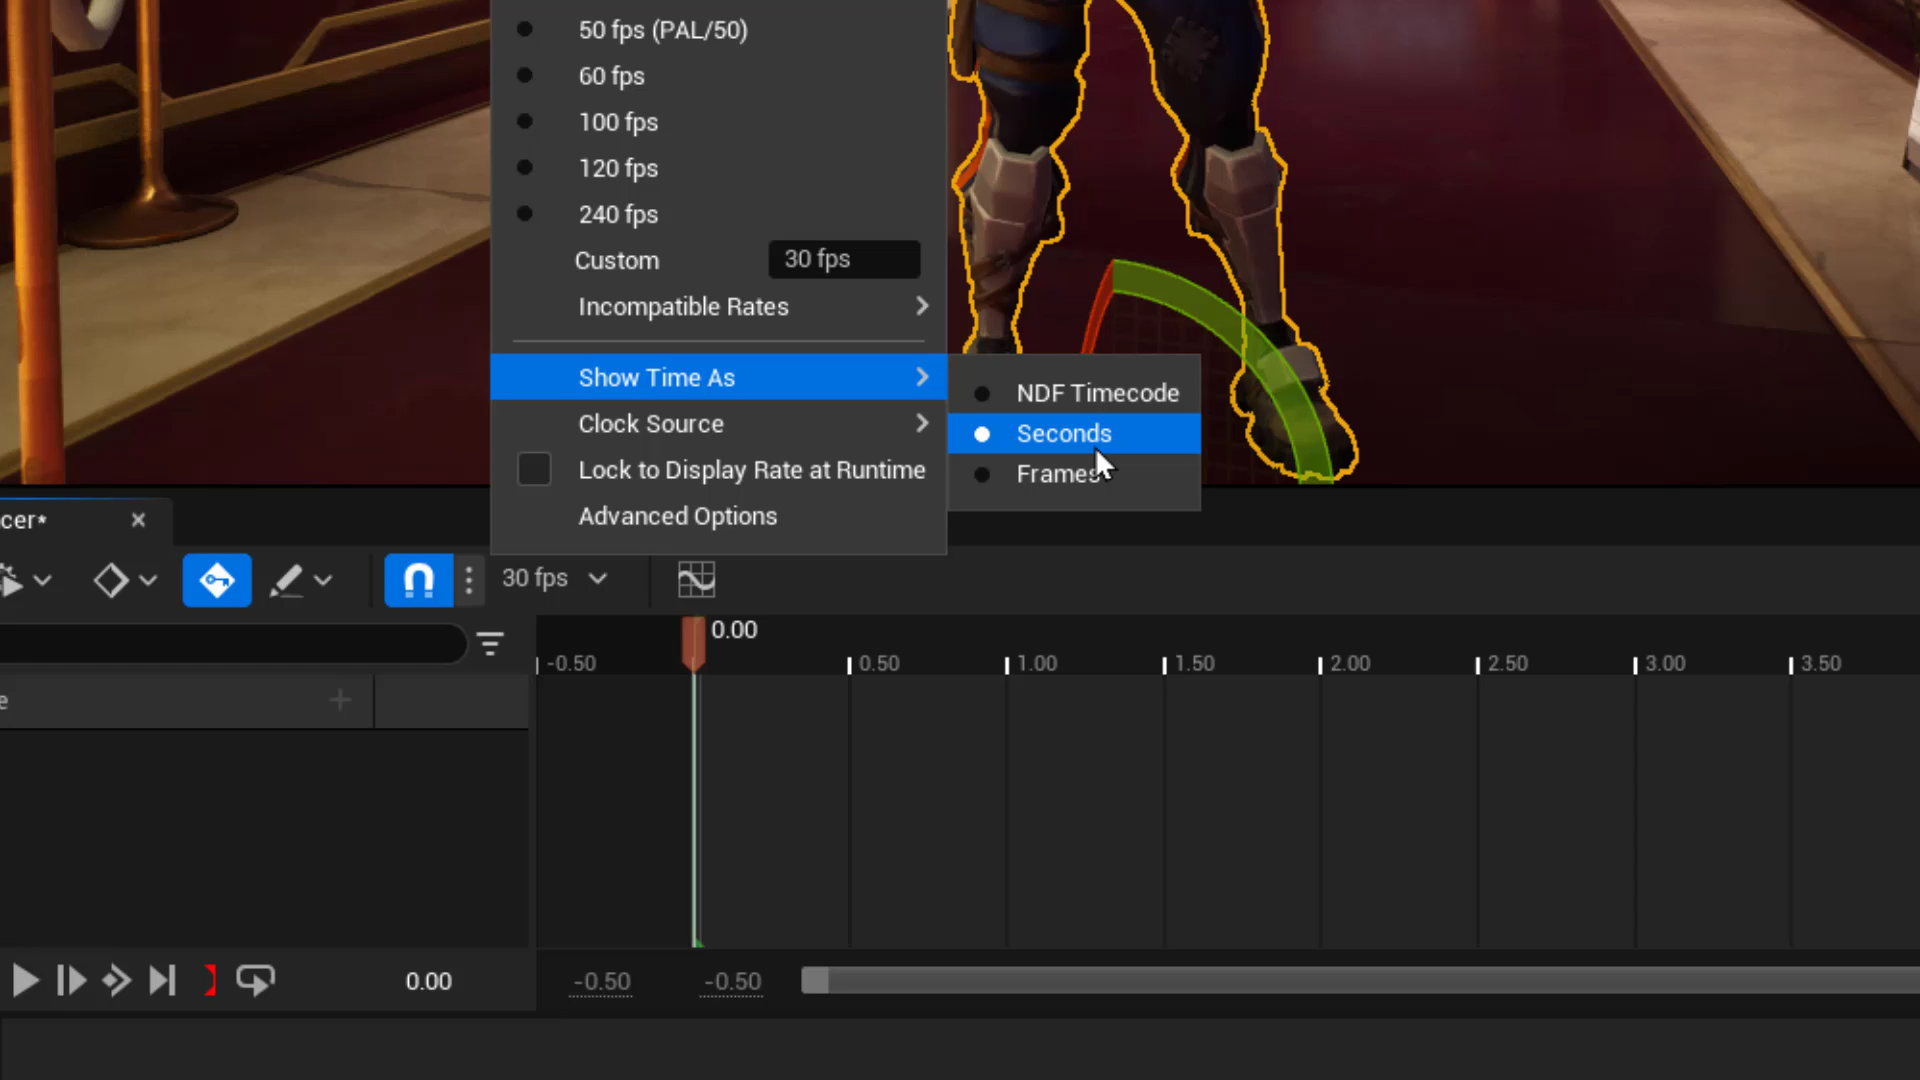 50 fps (PAL/50)
60 fps
100 fps
120 fps
240 fps
Custom 30 fps
Incompatible Rates
Show Time As
Clock Source
Lock to Display Rate at Runtime
Advanced Options
NDF Timecode
Seconds
Frames
cer*
30 fps
0.00
-0.50 0.50 1.00 1.50 2.00 2.50 3.00 3.50
e
0.00 -0.50 -0.50